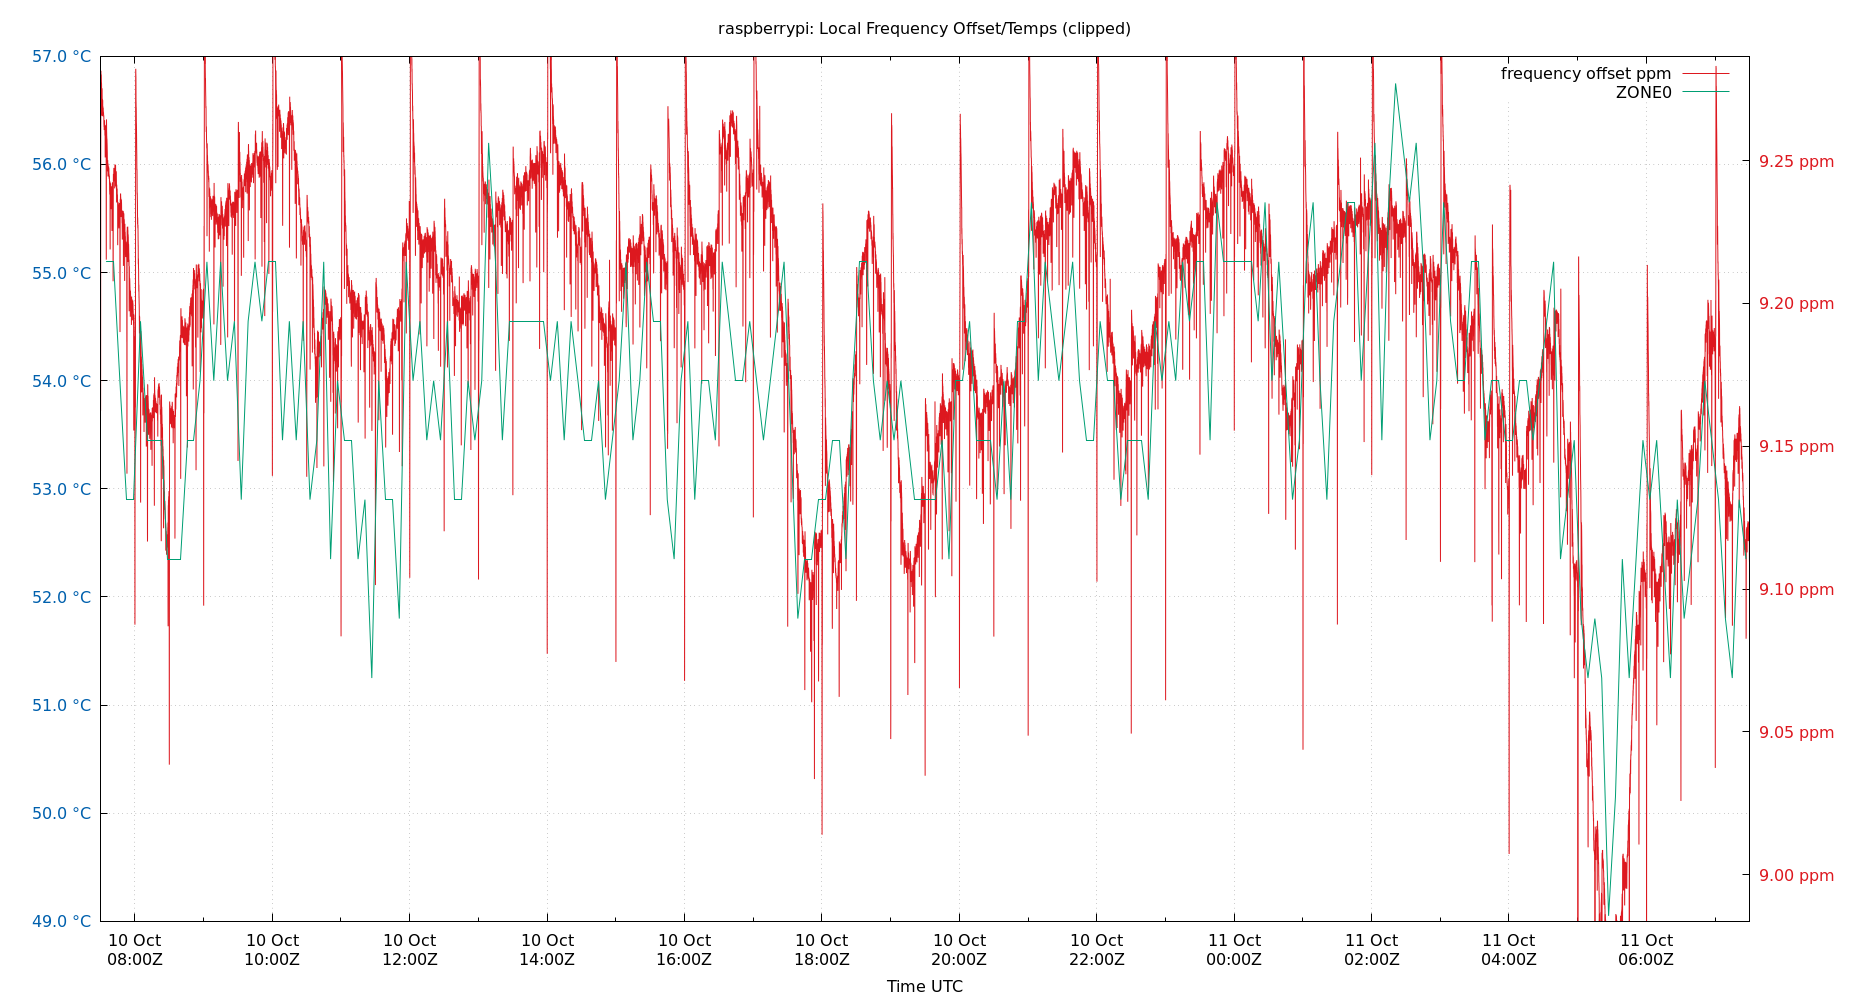 raspberrypi: Local Frequency Offset/Temps (clipped)
frequency offset ppm
ZONE0
57.0 °C
56.0 °C
55.0 °C
54.0 °C
53.0 °C
52.0 °C
51.0 °C
50.0 °C
49.0 °C
9.25 ppm
9.20 ppm
9.15 ppm
9.10 ppm
9.05 ppm
9.00 ppm
10 Oct
08:00Z
10 Oct
10:00Z
10 Oct
12:00Z
10 Oct
14:00Z
10 Oct
16:00Z
10 Oct
18:00Z
10 Oct
20:00Z
10 Oct
22:00Z
11 Oct
00:00Z
11 Oct
02:00Z
11 Oct
04:00Z
11 Oct
06:00Z
Time UTC